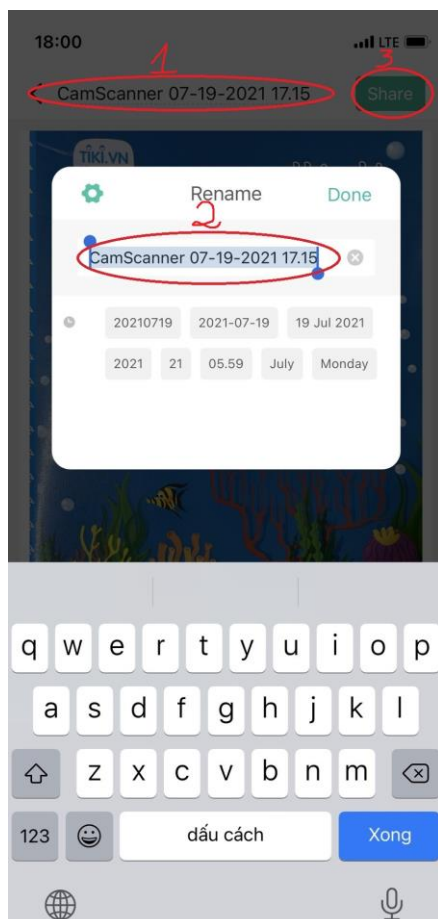 18:00 LTE
1
3
CamScanner 07-19-2021 17.15 Share
TIKI.VN
Rename Done
2
CamScanner 07-19-2021 17.15
20210719 2021-07-19 19 Jul 2021
2021 21 05.59 July Monday
q w e r t y u i o p
a s d f g h j k l
z x c v b n m
123 dấu cách Xong